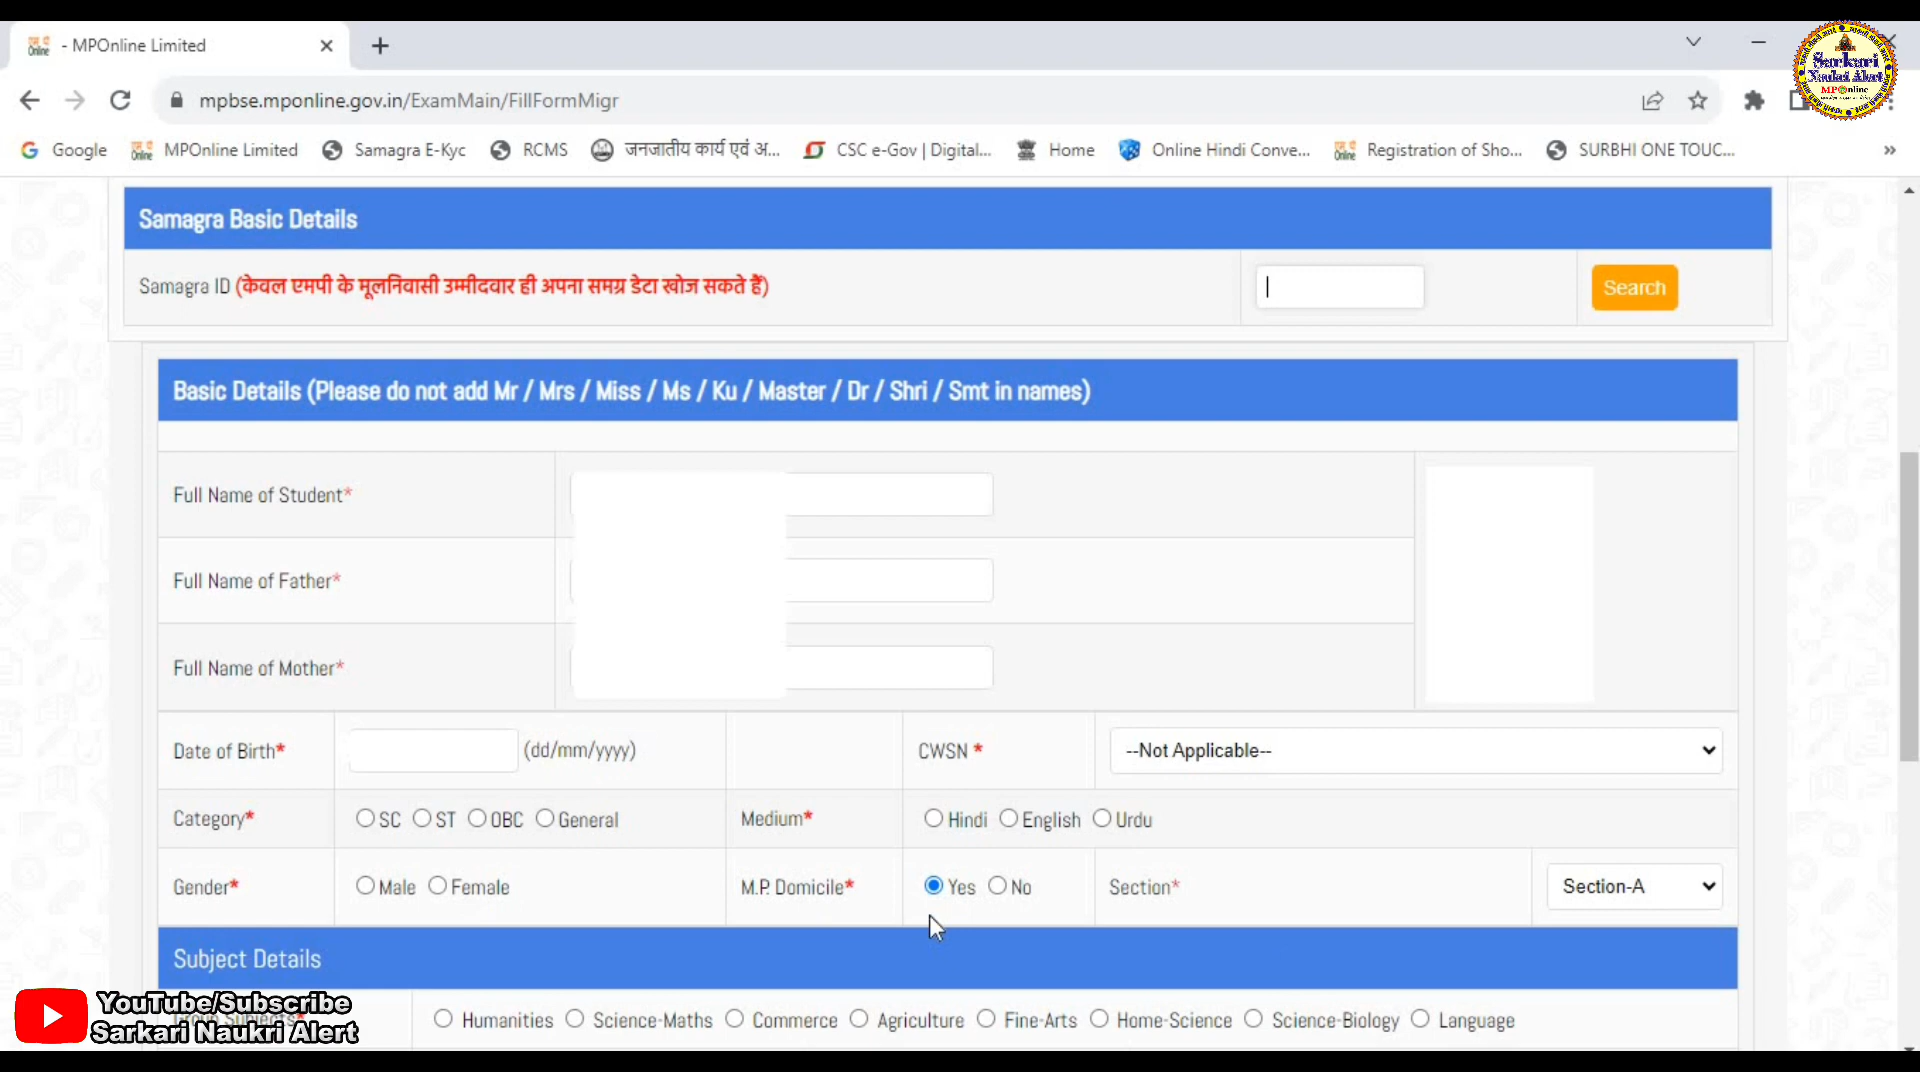 - MPOnline Limited
mpbse.mponline.gov.in/ExamMain/FillFormMigr
Google MPOnline Limited Samagra E-Kyc RCMS जनजातीय कार्य एवं अ... CSC e-Gov | Digital... Home Online Hindi Conve... Registration of Sho... SURBHI ONE TOUC... »
Sarkari
Naukri Alert
MPOnline
Samagra Basic Details
Samagra ID (केवल एमपी के मूलनिवासी उम्मीदवार ही अपना समग्र डेटा खोज सकते हैं) Search
Basic Details (Please do not add Mr / Mrs / Miss / Ms / Ku / Master / Dr / Shri / Smt in names)
Full Name of Student*
Full Name of Father*
Full Name of Mother*
Date of Birth* (dd/mm/yyyy) CWSN * --Not Applicable--
Category* SC ST OBC General Medium* Hindi English Urdu
Gender* Male Female M.P. Domicile* Yes No Section* Section-A
Subject Details
Group Subjects* Humanities Science-Maths Commerce Agriculture Fine-Arts Home-Science Science-Biology Language
YouTube/Subscribe
Sarkari Naukri Alert